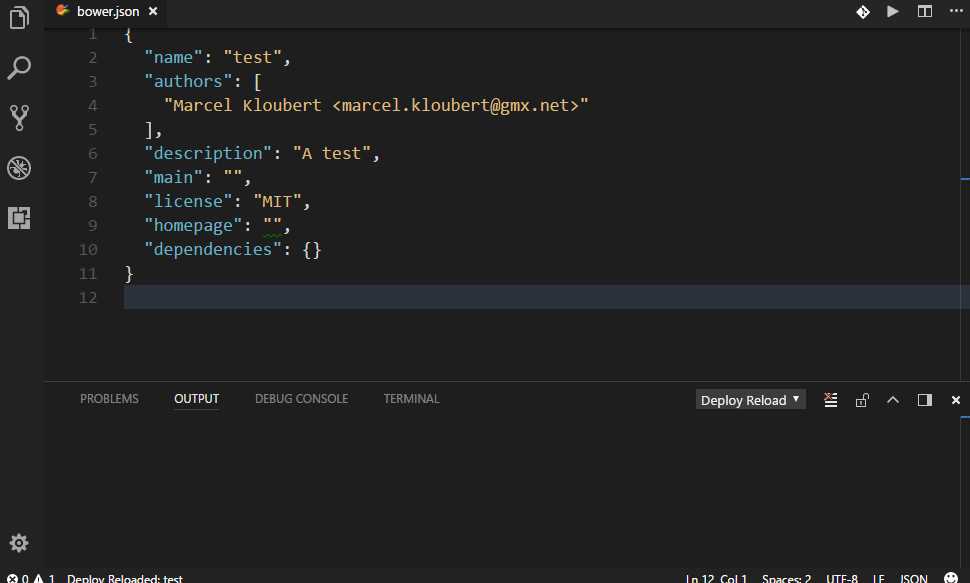 bower.json
1 {
2 "name": "test",
3 "authors": [
4 "Marcel Kloubert <marcel.kloubert@gmx.net>"
5 ],
6 "description": "A test",
7 "main": "",
8 "license": "MIT",
9 "homepage": "",
10 "dependencies": {}
11 }
12
PROBLEMS OUTPUT DEBUG CONSOLE TERMINAL Deploy Reload
0 1 Deploy Reloaded: test Ln 12, Col 1 Spaces: 2 UTF-8 LF JSON